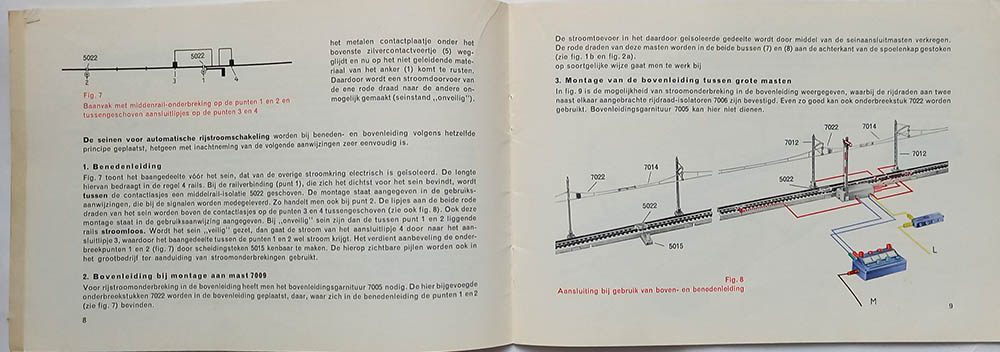 het metalen contactplaatje onder het
bovenste zilvercontactveertje (5) weg-
glijdt en nu op het niet geleidende mate-
riaal van het anker (1) komt te rusten.
Daardoor wordt een stroomdoorvoer van
de ene rode draad naar de andere on-
mogelijk gemaakt (seinstand „onveilig").
5022
5022
2
3
1
4
Fig. 7
Baanvak met middenrail-onderbreking op de punten 1 en 2 en
tussengeschoven aansluitlipjes op de punten 3 en 4
De seinen voor automatische rijstroomschakeling worden bij beneden- en bovenleiding volgens hetzelfde
principe geplaatst, hetgeen met inachtneming van de volgende aanwijzingen zeer eenvoudig is.
1. Benedenleiding
Fig. 7 toont het baangedeelte vóór het sein, dat van de overige stroomkring electrisch is geïsoleerd. De lengte
hiervan bedraagt in de regel 4 rails. Bij de railverbinding (punt 1), die zich het dichtst voor het sein bevindt, wordt
tussen de contactlasjes een middelrail-isolatie 5022 geschoven. De montage staat aangegeven in de gebruiks-
aanwijzingen, die bij de signalen worden medegeleverd. Zo handelt men ook bij punt 2. De lipjes aan de beide rode
draden van het sein worden boven de contactlasjes op de punten 3 en 4 tussengeschoven (zie ook fig. 8). Ook deze
montage staat in de gebruiksaanwijzing aangegeven. Bij „onveilig" sein zijn dan de tussen punt 1 en 2 liggende
rails stroomloos. Wordt het sein „veilig" gezet, dan gaat de stroom van het aansluitlipje 4 door naar het aan-
sluitlipje 3, waardoor het baangedeelte tussen de punten 1 en 2 wel stroom krijgt. Het verdient aanbeveling de onder-
breekpunten 1 en 2 (fig. 7) door scheidingsteken 5015 kenbaar te maken. De hierop zichtbare pijlen worden ook in
het grootbedrijf ter aanduiding van stroomonderbrekingen gebruikt.
2. Bovenleiding bij montage aan mast 7009
Voor rijstroomonderbreking in de bovenleiding heeft men het bovenleidingsgarnituur 7005 nodig. De hier bijgevoegde
onderbreekstukken 7022 worden in de bovenleiding geplaatst, daar, waar zich in de benedenleiding de punten 1 en 2
(zie fig. 7) bevinden.
8
De stroomtoevoer in het daardoor geïsoleerde gedeelte wordt door middel van de seinaansluitmasten verkregen.
De rode draden van deze masten worden in de beide bussen (7) en (8) aan de achterkant van de spoelenkap gestoken
(zie fig. 1b en fig. 2a).
op soortgelijke wijze gaat men te werk bij
3. Montage van de bovenleiding tussen grote masten
In fig. 9 is de mogelijkheid van stroomonderbreking in de bovenleiding weergegeven, waarbij de rijdraden aan twee
naast elkaar aangebrachte rijdraad-isolatoren 7006 zijn bevestigd. Even zo goed kan ook onderbreekstuk 7022 worden
gebruikt. Bovenleidingsgarnituur 7005 kan hier niet dienen.
7022
7014
7012
7012
7014
7022
5022
5022
5015
L
M
Fig. 8
Aansluiting bij gebruik van boven- en benedenleiding
9